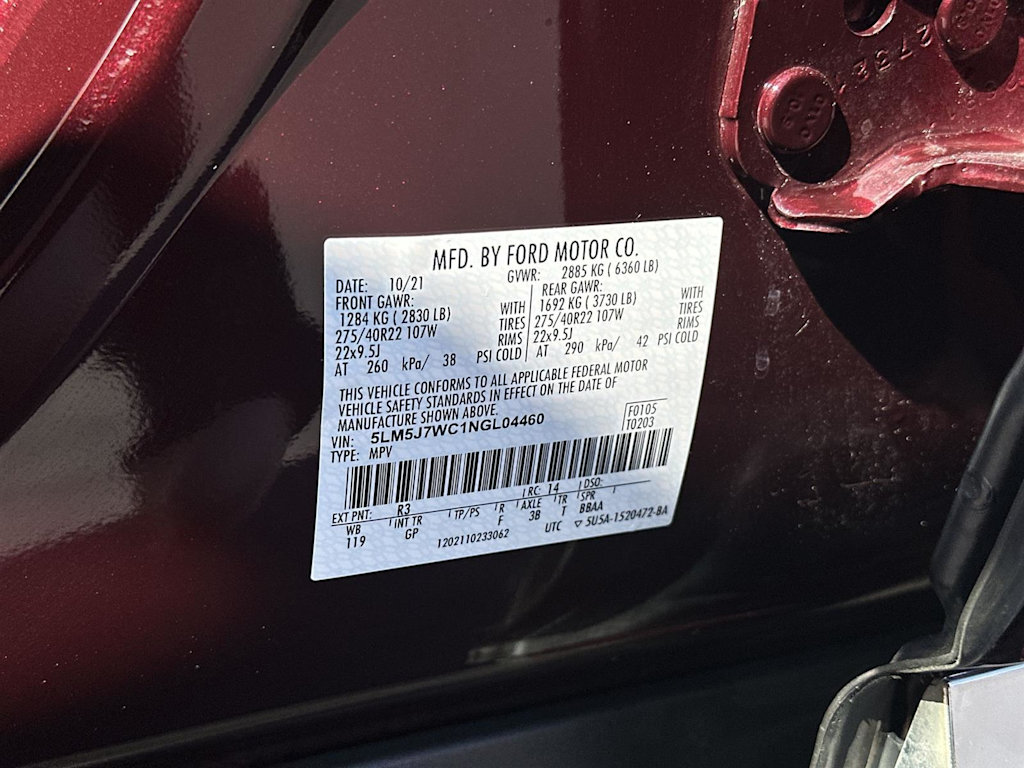 MFD. BY FORD MOTOR CO.
DATE: 10/21 GVWR: 2885 KG ( 6360 LB)
FRONT GAWR: REAR GAWR:
1284 KG ( 2830 LB) WITH 1692 KG ( 3730 LB) WITH
275/40R22 107W TIRES 275/40R22 107W TIRES
22x9.5J RIMS 22x9.5J RIMS
AT 260 kPa/ 38 PSI COLD AT 290 kPa/ 42 PSI COLD
THIS VEHICLE CONFORMS TO ALL APPLICABLE FEDERAL MOTOR
VEHICLE SAFETY STANDARDS IN EFFECT ON THE DATE OF
MANUFACTURE SHOWN ABOVE.
VIN: 5LM5J7WC1NGL04460 F0105
TYPE: MPV T0203
EXT PNT: R3 RC: 14 DSO:
WB INT TR TP/PS R AXLE TR SPR
119 GP F 3B T BBAA
1202110233062 UTC ▽ 5U5A-1520472-BA